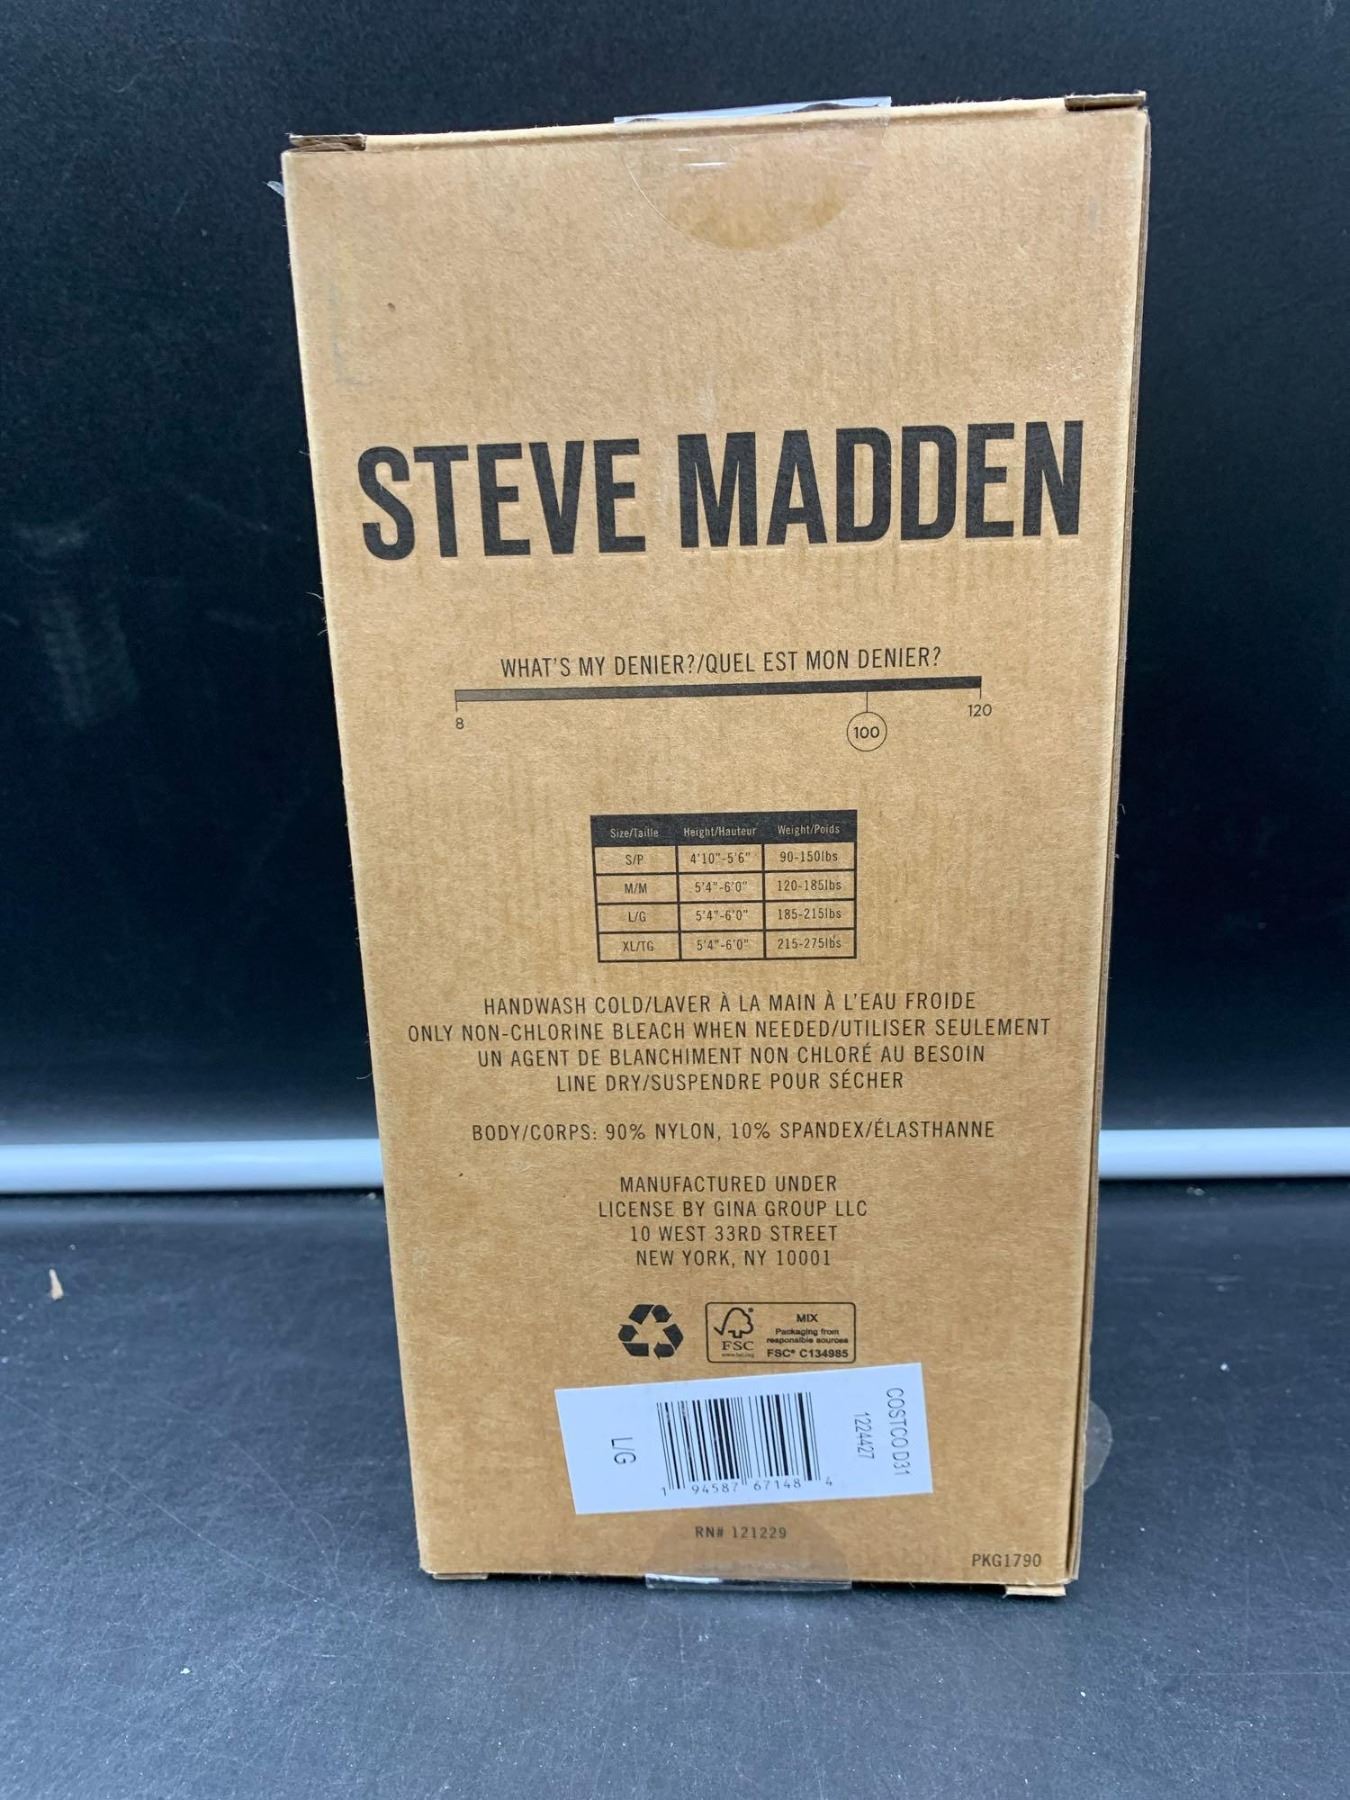 STEVE MADDEN
WHAT'S MY DENIER?/QUEL EST MON DENIER?
8 100 120
Size/Taille Height/Hauteur Weight/Poids
S/P 4'10"-5'6" 90-150lbs
M/M 5'4"-6'0" 120-185lbs
L/G 5'4"-6'0" 185-215lbs
XL/TG 5'4"-6'0" 215-275lbs
HANDWASH COLD/LAVER À LA MAIN À L'EAU FROIDE
ONLY NON-CHLORINE BLEACH WHEN NEEDED/UTILISER SEULEMENT
UN AGENT DE BLANCHIMENT NON CHLORÉ AU BESOIN
LINE DRY/SUSPENDRE POUR SÉCHER
BODY/CORPS: 90% NYLON, 10% SPANDEX/ÉLASTHANNE
MANUFACTURED UNDER
LICENSE BY GINA GROUP LLC
10 WEST 33RD STREET
NEW YORK, NY 10001
FSC
MIX
Packaging from
responsible sources
FSC® C134985
COSTCO D31
1224427
L/G
1 94587 67148 4
RN# 121229
PKG1790